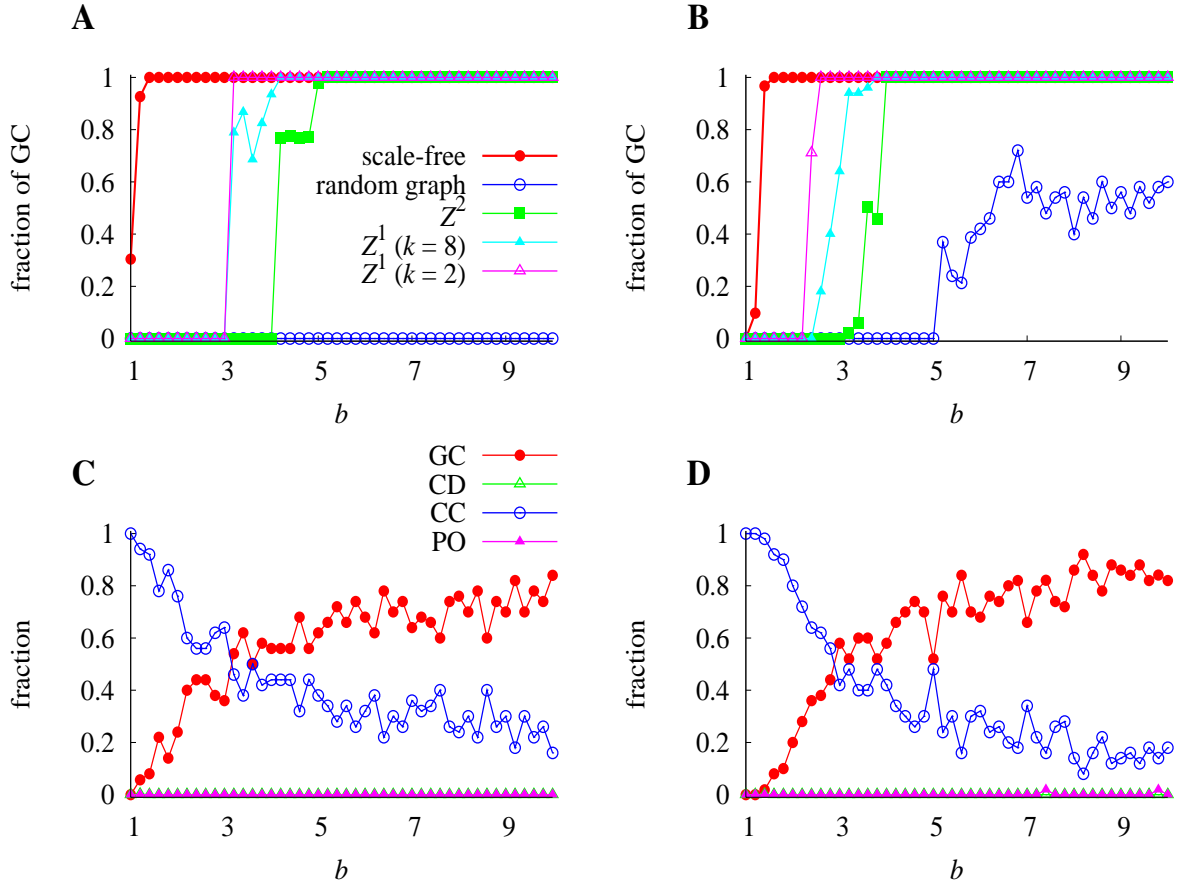 A
B
fraction of GC
1
0.8
0.6
0.4
0.2
0
1 3 5 7 9
b
scale-free
random graph
Z²
Z¹ (k = 8)
Z¹ (k = 2)
fraction of GC
1
0.8
0.6
0.4
0.2
0
1 3 5 7 9
b
C
GC
CD
CC
PO
D
fraction
1
0.8
0.6
0.4
0.2
0
1 3 5 7 9
b
fraction
1
0.8
0.6
0.4
0.2
0
1 3 5 7 9
b